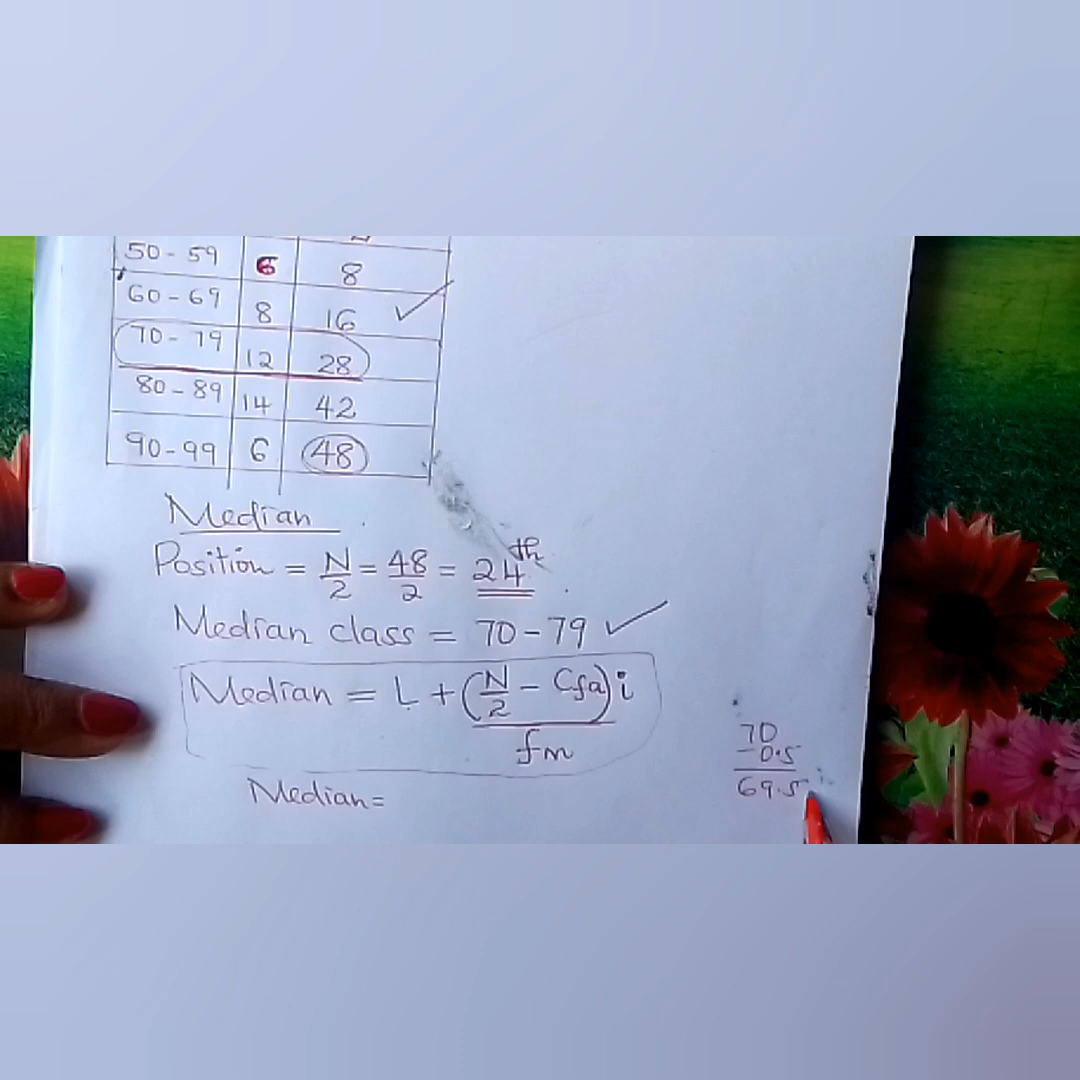 50 - 59 6 8
60 - 69 8 16 ✓
70 - 79 12 28
80 - 89 14 42
90 - 99 6 48
Median
Position = N/2 = 48/2 = 24th
Median class = 70 - 79 ✓
Median = L + (N/2 - Cfa) i
fm
70
- 0.5
69.5
Median =